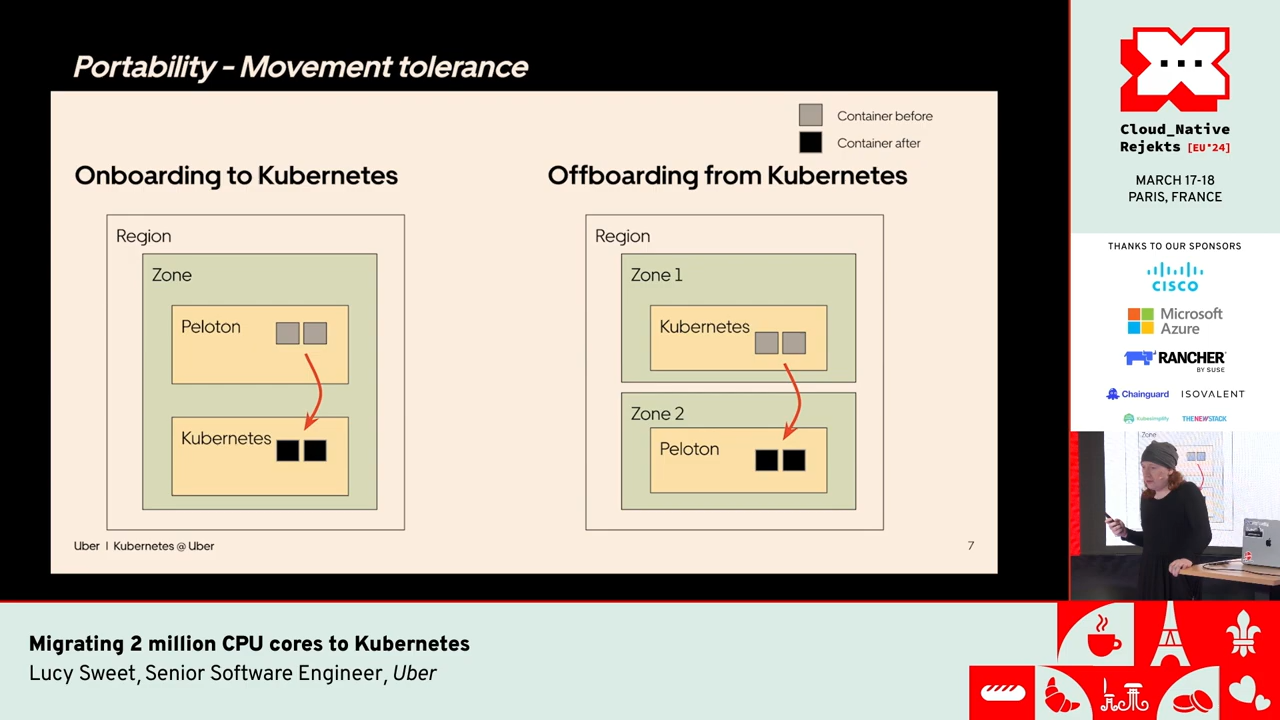 Portability - Movement tolerance
Container before
Container after
Onboarding to Kubernetes
Region
Zone
Peloton
Kubernetes
Offboarding from Kubernetes
Region
Zone 1
Kubernetes
Zone 2
Peloton
Uber | Kubernetes @ Uber
7
Cloud_Native
Rejekts [EU'24]
MARCH 17-18
PARIS, FRANCE
THANKS TO OUR SPONSORS
CISCO
Microsoft
Azure
RANCHER
BY SUSE
Chainguard
ISOVALENT
kubesimplify
THENEWSTACK
Zone
Migrating 2 million CPU cores to Kubernetes
Lucy Sweet, Senior Software Engineer, Uber